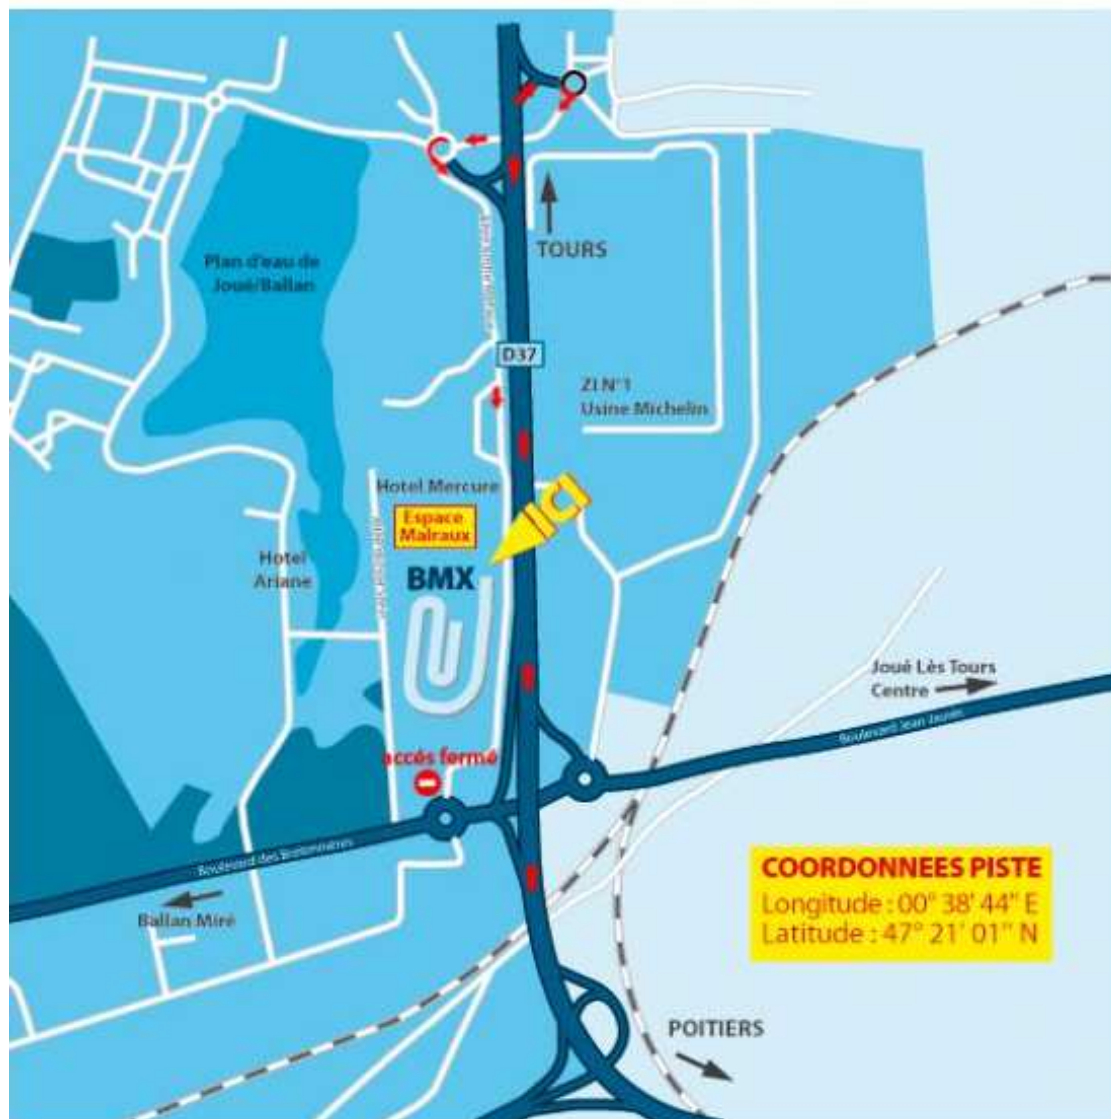 TOURS
Plan d'eau de
Joué/Ballan
D37
ZI N°1
Usine Michelin
Hotel Mercure
Espace
Malraux
ICI
Hotel
Ariane
BMX
Joué Lès Tours
Centre
Boulevard Jean Jaurès
accés fermé
Boulevard des Bretonnières
Ballan Miré
COORDONNEES PISTE
Longitude : 00° 38' 44" E
Latitude : 47° 21' 01" N
POITIERS